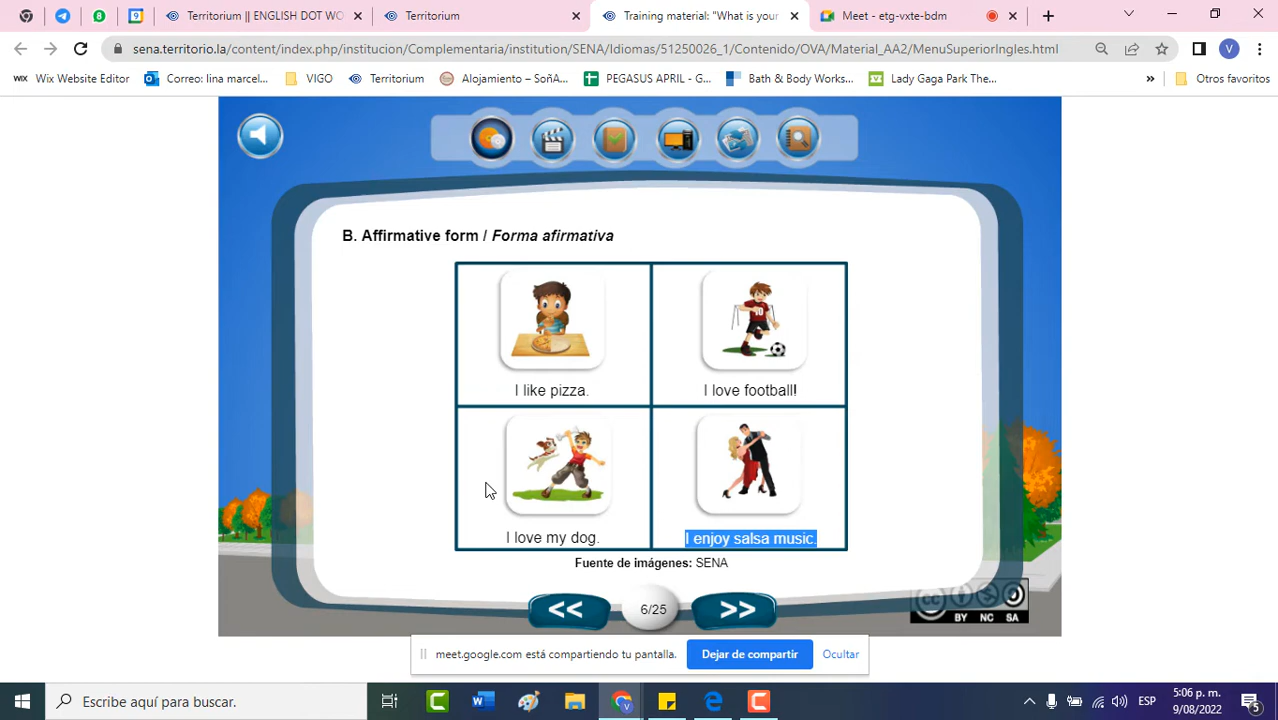 Territorium || ENGLISH DOT WO
Territorium
Training material: "What is your
Meet - etg-vxte-bdm
sena.territorio.la/content/index.php/institucion/Complementaria/institution/SENA/Idiomas/51250026_1/Contenido/OVA/Material_AA2/MenuSuperiorIngles.html
V
WIX Wix Website Editor
Correo: lina marcel...
VIGO
Territorium
Alojamiento – SoñA...
PEGASUS APRIL - G...
Bath & Body Works...
Lady Gaga Park The...
»
Otros favoritos
B. Affirmative form / Forma afirmativa
10
I like pizza.
I love football!
I love my dog.
I enjoy salsa music.
Fuente de imágenes: SENA
<<
6/25
>>
cc
BY NC SA
meet.google.com está compartiendo tu pantalla.
Dejar de compartir
Ocultar
Escribe aquí para buscar.
ESP
5:06 p. m.
9/08/2022
5